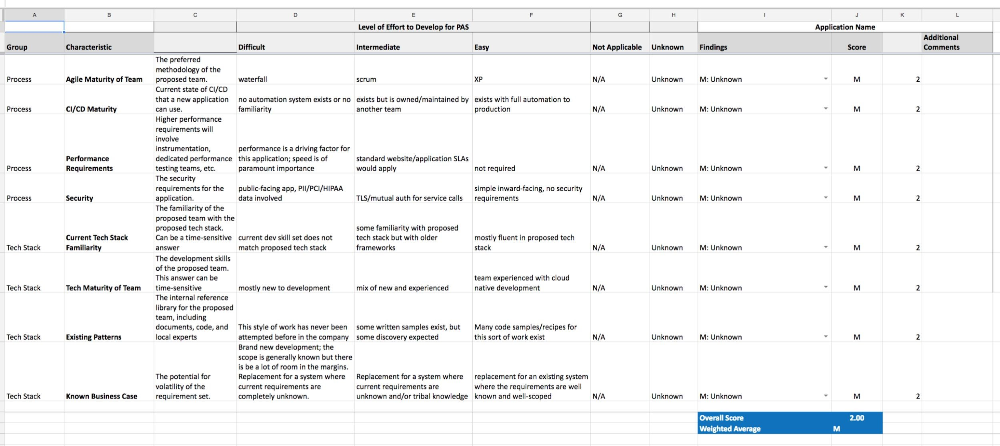 A B C D E F G H I J K L
Level of Effort to Develop for PAS Application Name
Group Characteristic Difficult Intermediate Easy Not Applicable Unknown Findings Score Additional
Comments
The preferred
methodology of the
Process Agile Maturity of Team proposed team. waterfall scrum XP N/A Unknown M: Unknown M 2
Current state of CI/CD
that a new application no automation system exists or no exists but is owned/maintained by exists with full automation to
Process CI/CD Maturity can use. familiarity another team production N/A Unknown M: Unknown M 2
Higher performance
requirements will
involve
instrumentation, performance is a driving factor for
Performance dedicated performance this application; speed is of standard website/application SLAs
Process Requirements testing teams, etc. paramount importance would apply not required N/A Unknown M: Unknown M 2
The security
requirements for the public-facing app, PII/PCI/HIPAA simple inward-facing, no security
Process Security application. data involved TLS/mutual auth for service calls requirements N/A Unknown M: Unknown M 2
The familiarity of the
proposed team with the
proposed tech stack. some familiarity with proposed
Current Tech Stack Can be a time-sensitive current dev skill set does not tech stack but with older mostly fluent in proposed tech
Tech Stack Familiarity answer match proposed tech stack frameworks stack N/A Unknown M: Unknown M 2
The development skills
of the proposed team.
This answer can be team experienced with cloud
Tech Stack Tech Maturity of Team time-sensitive mostly new to development mix of new and experienced native development N/A Unknown M: Unknown M 2
The internal reference
library for the proposed
team, including
documents, code, and This style of work has never been some written samples exist, but Many code samples/recipes for
Tech Stack Existing Patterns local experts attempted before in the company some discovery expected this sort of work exist N/A Unknown M: Unknown M 2
Brand new development; the
scope is generally known but there
is be a lot of room in the margins.
The potential for Replacement for a system where Replacement for a system where replacement for an existing system
volatility of the current requirements are current requirements are where the requirements are well
Tech Stack Known Business Case requirement set. completely unknown. unknown and/or tribal knowledge known and well-scoped N/A Unknown M: Unknown M 2
Overall Score 2.00
Weighted Average M